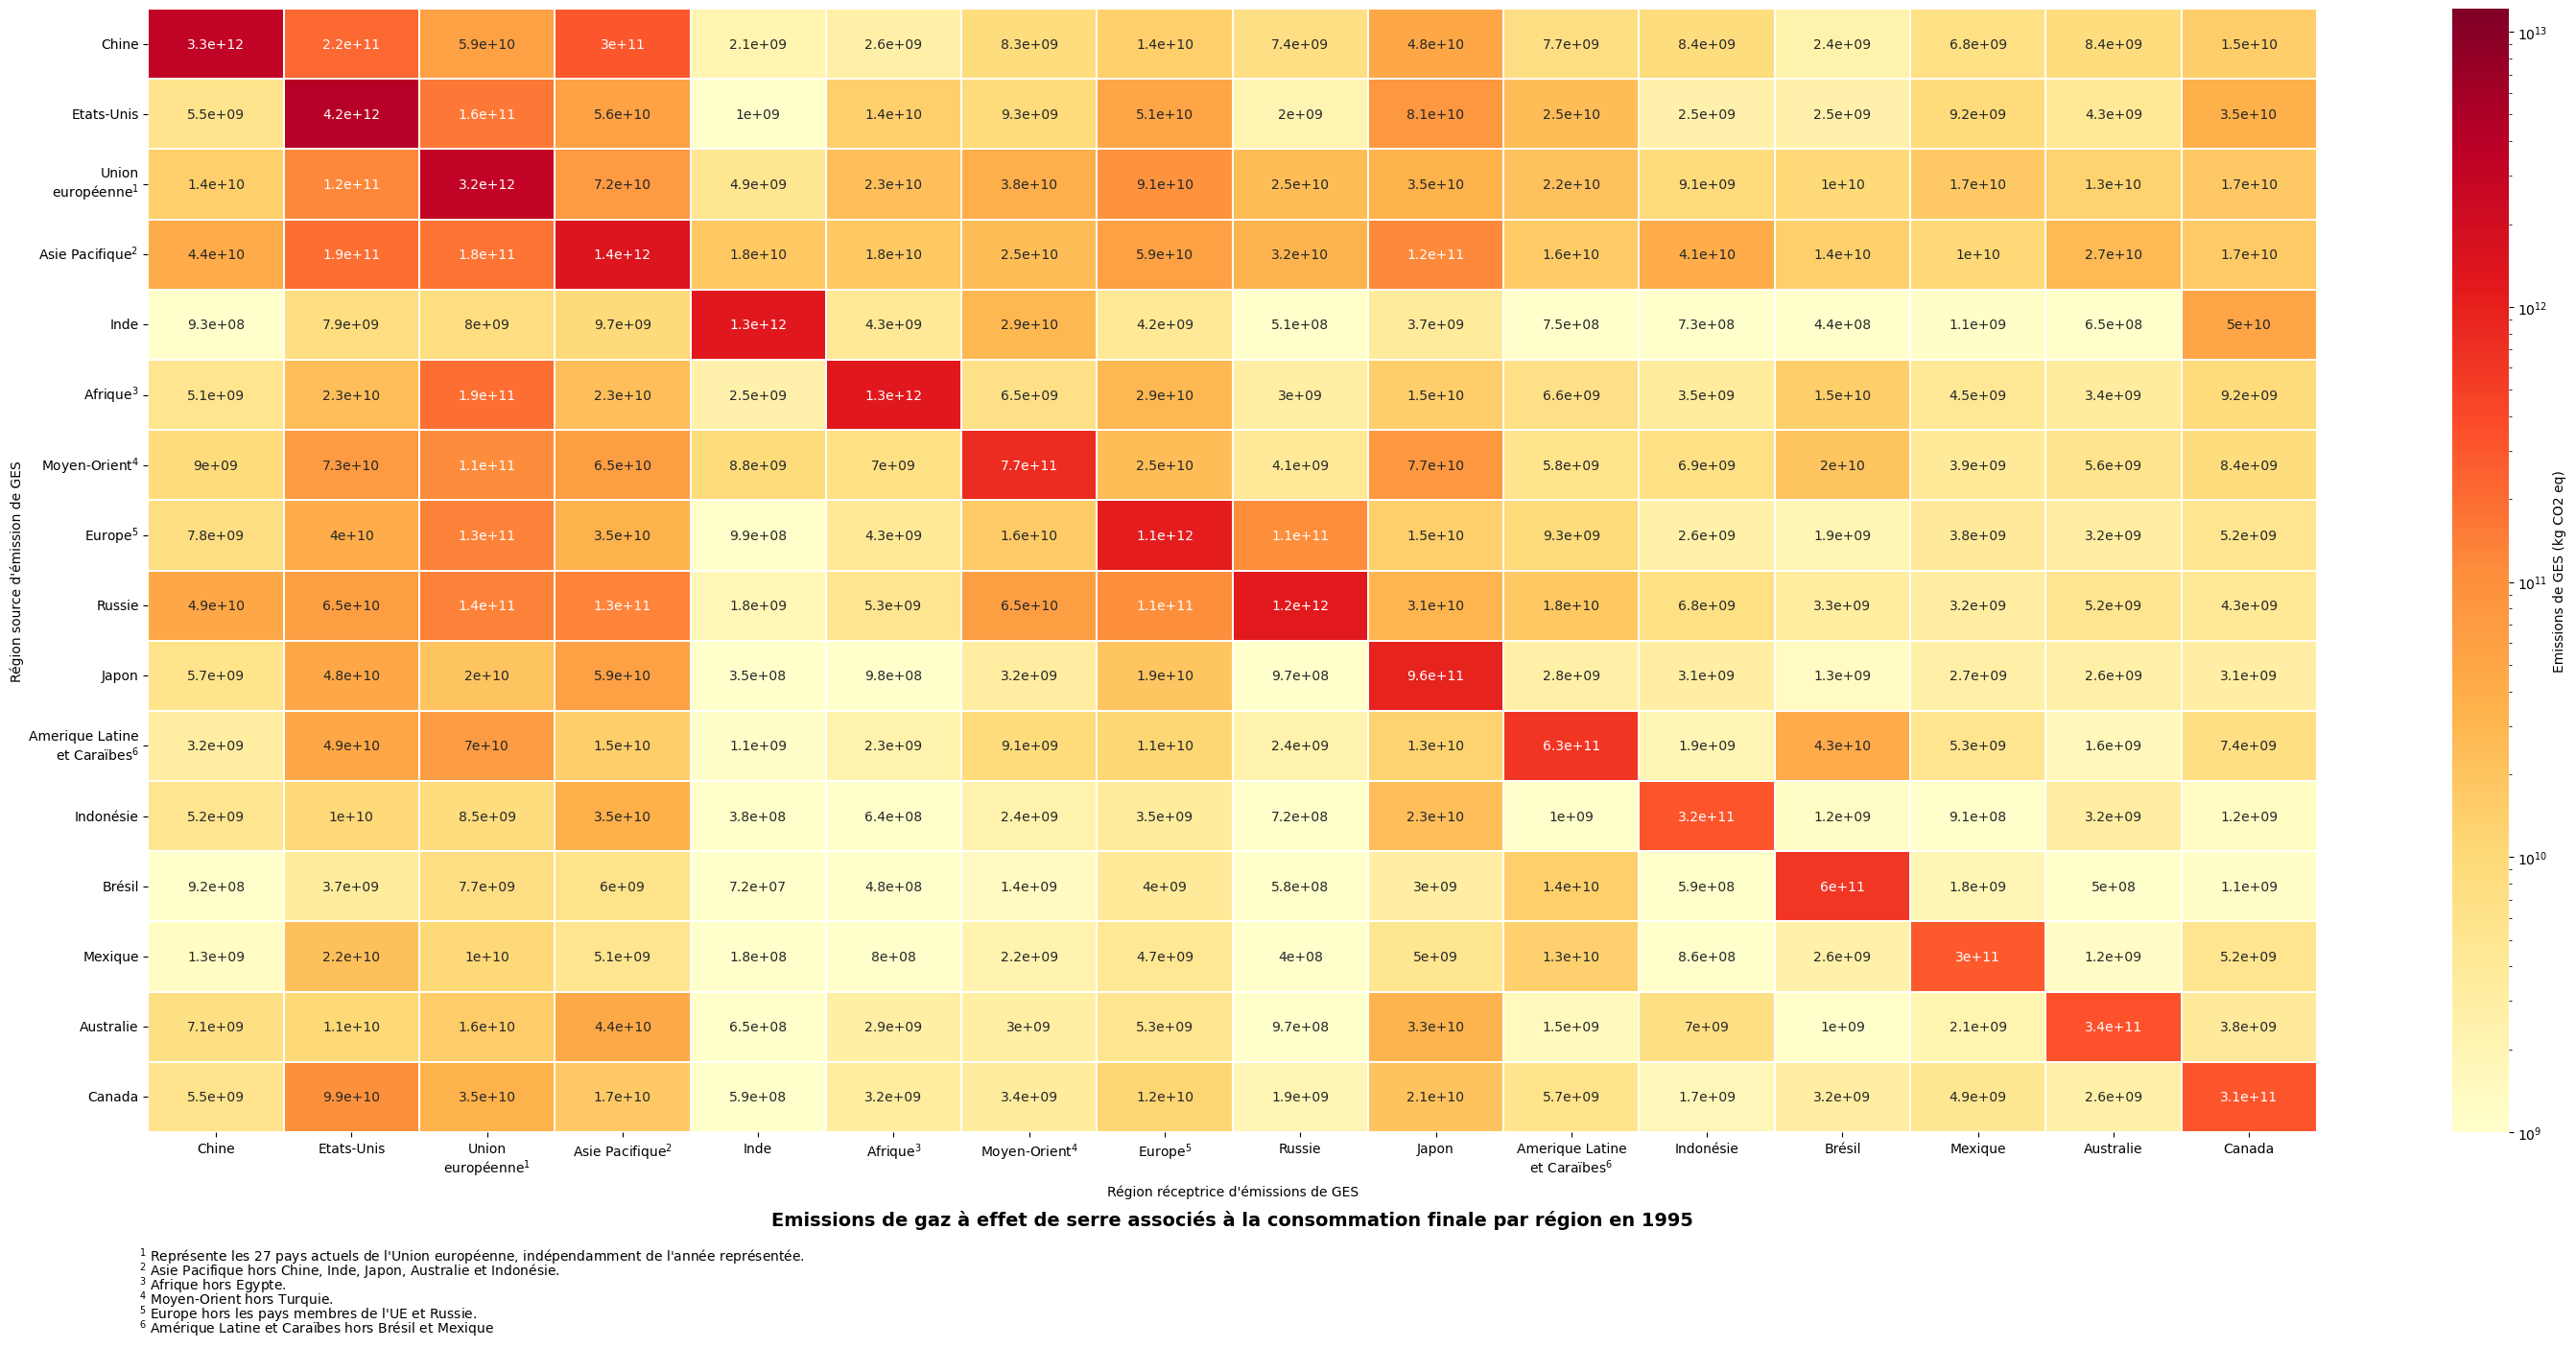 Chine 3.3e+12 2.2e+11 5.9e+10 3e+11 2.1e+09 2.6e+09 8.3e+09 1.4e+10 7.4e+09 4.8e+10 7.7e+09 8.4e+09 2.4e+09 6.8e+09 8.4e+09 1.5e+10
Etats-Unis 5.5e+09 4.2e+12 1.6e+11 5.6e+10 1e+09 1.4e+10 9.3e+09 5.1e+10 2e+09 8.1e+10 2.5e+10 2.5e+09 2.5e+09 9.2e+09 4.3e+09 3.5e+10
Union
européenne¹ 1.4e+10 1.2e+11 3.2e+12 7.2e+10 4.9e+09 2.3e+10 3.8e+10 9.1e+10 2.5e+10 3.5e+10 2.2e+10 9.1e+09 1e+10 1.7e+10 1.3e+10 1.7e+10
Asie Pacifique² 4.4e+10 1.9e+11 1.8e+11 1.4e+12 1.8e+10 1.8e+10 2.5e+10 5.9e+10 3.2e+10 1.2e+11 1.6e+10 4.1e+10 1.4e+10 1e+10 2.7e+10 1.7e+10
Inde 9.3e+08 7.9e+09 8e+09 9.7e+09 1.3e+12 4.3e+09 2.9e+10 4.2e+09 5.1e+08 3.7e+09 7.5e+08 7.3e+08 4.4e+08 1.1e+09 6.5e+08 5e+10
Afrique³ 5.1e+09 2.3e+10 1.9e+11 2.3e+10 2.5e+09 1.3e+12 6.5e+09 2.9e+10 3e+09 1.5e+10 6.6e+09 3.5e+09 1.5e+10 4.5e+09 3.4e+09 9.2e+09
Moyen-Orient⁴ 9e+09 7.3e+10 1.1e+11 6.5e+10 8.8e+09 7e+09 7.7e+11 2.5e+10 4.1e+09 7.7e+10 5.8e+09 6.9e+09 2e+10 3.9e+09 5.6e+09 8.4e+09
Europe⁵ 7.8e+09 4e+10 1.3e+11 3.5e+10 9.9e+08 4.3e+09 1.6e+10 1.1e+12 1.1e+11 1.5e+10 9.3e+09 2.6e+09 1.9e+09 3.8e+09 3.2e+09 5.2e+09
Russie 4.9e+10 6.5e+10 1.4e+11 1.3e+11 1.8e+09 5.3e+09 6.5e+10 1.1e+11 1.2e+12 3.1e+10 1.8e+10 6.8e+09 3.3e+09 3.2e+09 5.2e+09 4.3e+09
Japon 5.7e+09 4.8e+10 2e+10 5.9e+10 3.5e+08 9.8e+08 3.2e+09 1.9e+10 9.7e+08 9.6e+11 2.8e+09 3.1e+09 1.3e+09 2.7e+09 2.6e+09 3.1e+09
Amerique Latine
et Caraïbes⁶ 3.2e+09 4.9e+10 7e+10 1.5e+10 1.1e+09 2.3e+09 9.1e+09 1.1e+10 2.4e+09 1.3e+10 6.3e+11 1.9e+09 4.3e+10 5.3e+09 1.6e+09 7.4e+09
Indonésie 5.2e+09 1e+10 8.5e+09 3.5e+10 3.8e+08 6.4e+08 2.4e+09 3.5e+09 7.2e+08 2.3e+10 1e+09 3.2e+11 1.2e+09 9.1e+08 3.2e+09 1.2e+09
Brésil 9.2e+08 3.7e+09 7.7e+09 6e+09 7.2e+07 4.8e+08 1.4e+09 4e+09 5.8e+08 3e+09 1.4e+10 5.9e+08 6e+11 1.8e+09 5e+08 1.1e+09
Mexique 1.3e+09 2.2e+10 1e+10 5.1e+09 1.8e+08 8e+08 2.2e+09 4.7e+09 4e+08 5e+09 1.3e+10 8.6e+08 2.6e+09 3e+11 1.2e+09 5.2e+09
Australie 7.1e+09 1.1e+10 1.6e+10 4.4e+10 6.5e+08 2.9e+09 3e+09 5.3e+09 9.7e+08 3.3e+10 1.5e+09 7e+09 1e+09 2.1e+09 3.4e+11 3.8e+09
Canada 5.5e+09 9.9e+10 3.5e+10 1.7e+10 5.9e+08 3.2e+09 3.4e+09 1.2e+10 1.9e+09 2.1e+10 5.7e+09 1.7e+09 3.2e+09 4.9e+09 2.6e+09 3.1e+11
Région source d'émission de GES
Chine Etats-Unis Union Asie Pacifique² Inde Afrique³ Moyen-Orient⁴ Europe⁵ Russie Japon Amerique Latine Indonésie Brésil Mexique Australie Canada
européenne¹ et Caraïbes⁶
Région réceptrice d'émissions de GES
10¹³
10¹²
10¹¹
10¹⁰
10⁹
Emissions de GES (kg CO2 eq)
Emissions de gaz à effet de serre associés à la consommation finale par région en 1995
¹ Représente les 27 pays actuels de l'Union européenne, indépendamment de l'année représentée.
² Asie Pacifique hors Chine, Inde, Japon, Australie et Indonésie.
³ Afrique hors Egypte.
⁴ Moyen-Orient hors Turquie.
⁵ Europe hors les pays membres de l'UE et Russie.
⁶ Amérique Latine et Caraïbes hors Brésil et Mexique